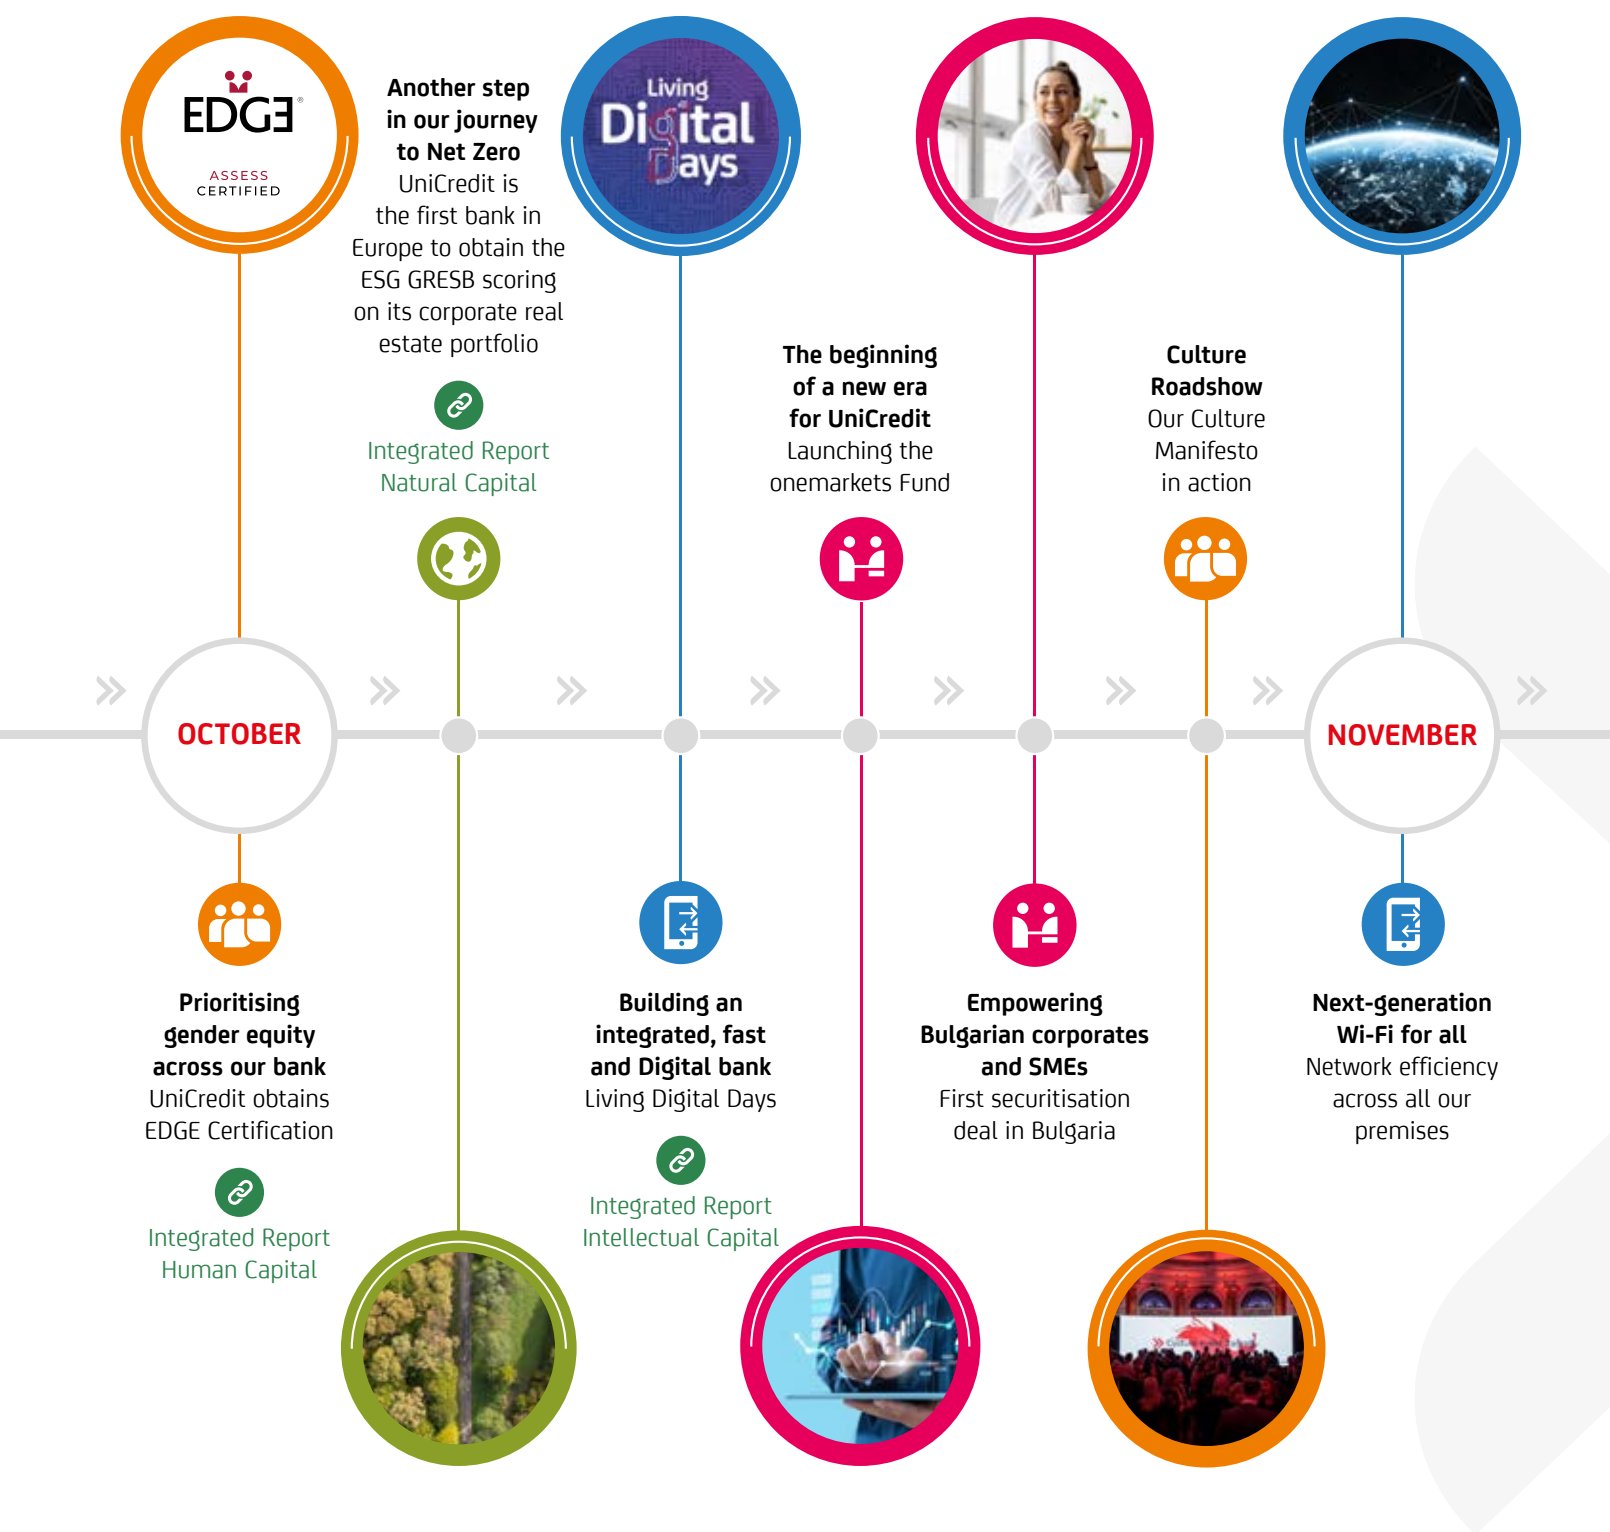 EDGE
®
ASSESS
CERTIFIED
Another step
in our journey
to Net Zero
UniCredit is
the first bank in
Europe to obtain the
ESG GRESB scoring
on its corporate real
estate portfolio
Integrated Report
Natural Capital
Living
Digital
Days
The beginning
of a new era
for UniCredit
Launching the
onemarkets Fund
Culture
Roadshow
Our Culture
Manifesto
in action
OCTOBER
NOVEMBER
Prioritising
gender equity
across our bank
UniCredit obtains
EDGE Certification
Integrated Report
Human Capital
Building an
integrated, fast
and Digital bank
Living Digital Days
Integrated Report
Intellectual Capital
Empowering
Bulgarian corporates
and SMEs
First securitisation
deal in Bulgaria
Next-generation
Wi-Fi for all
Network efficiency
across all our
premises